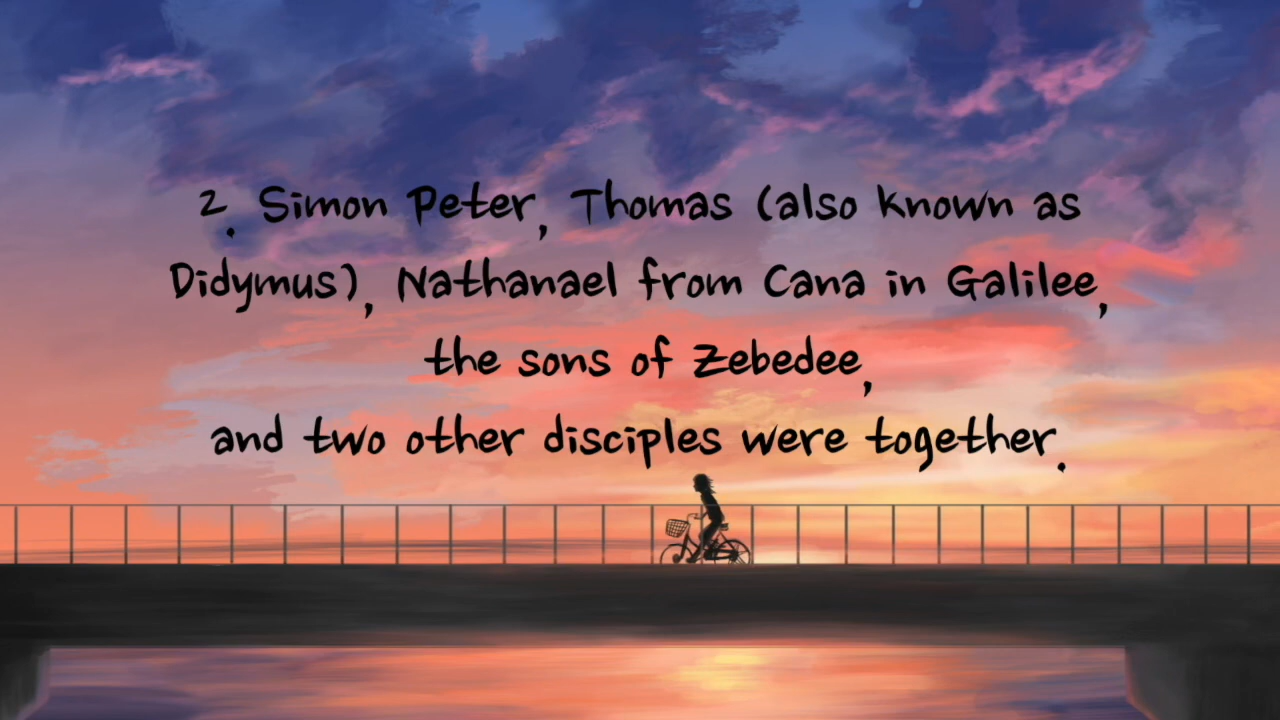 2. Simon Peter, Thomas (also known as
Didymus), Nathanael from Cana in Galilee,
the sons of Zebedee,
and two other disciples were together.